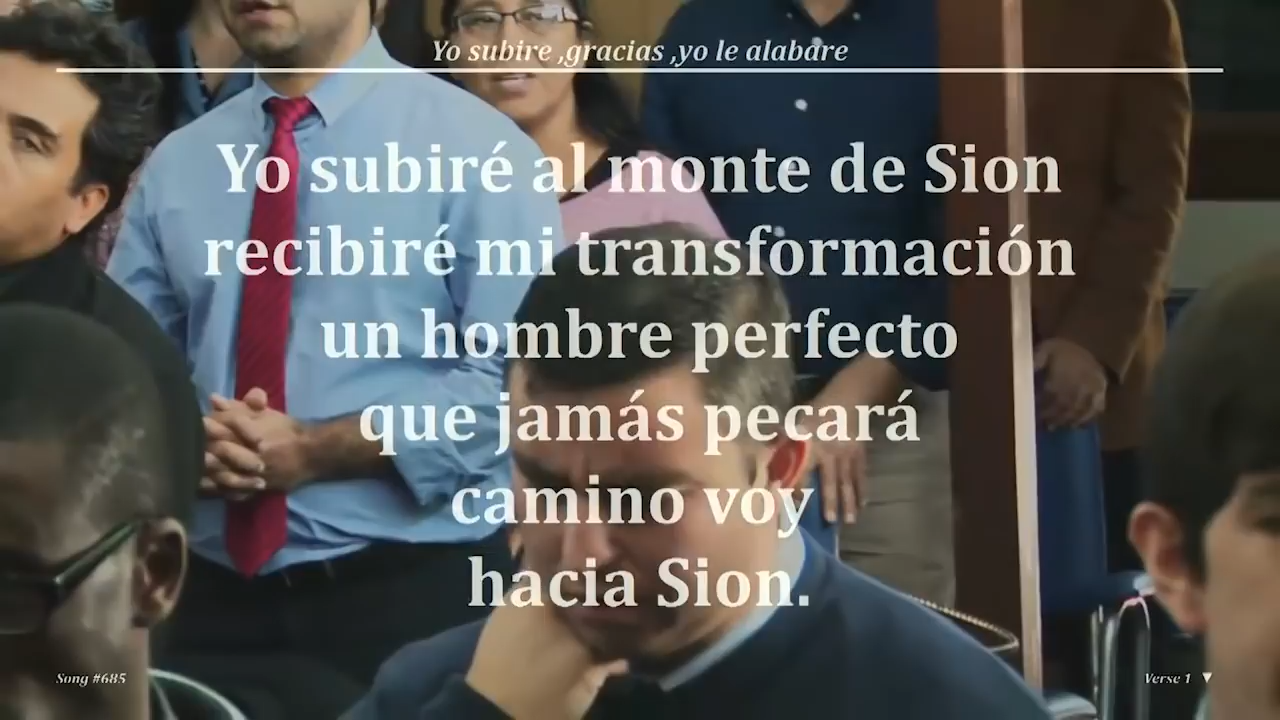 Yo subire ,gracias ,yo le alabare
Yo subiré al monte de Sion
recibiré mi transformación
un hombre perfecto
que jamás pecará
camino voy
hacia Sion.
Song #685
Verse 1 ▼